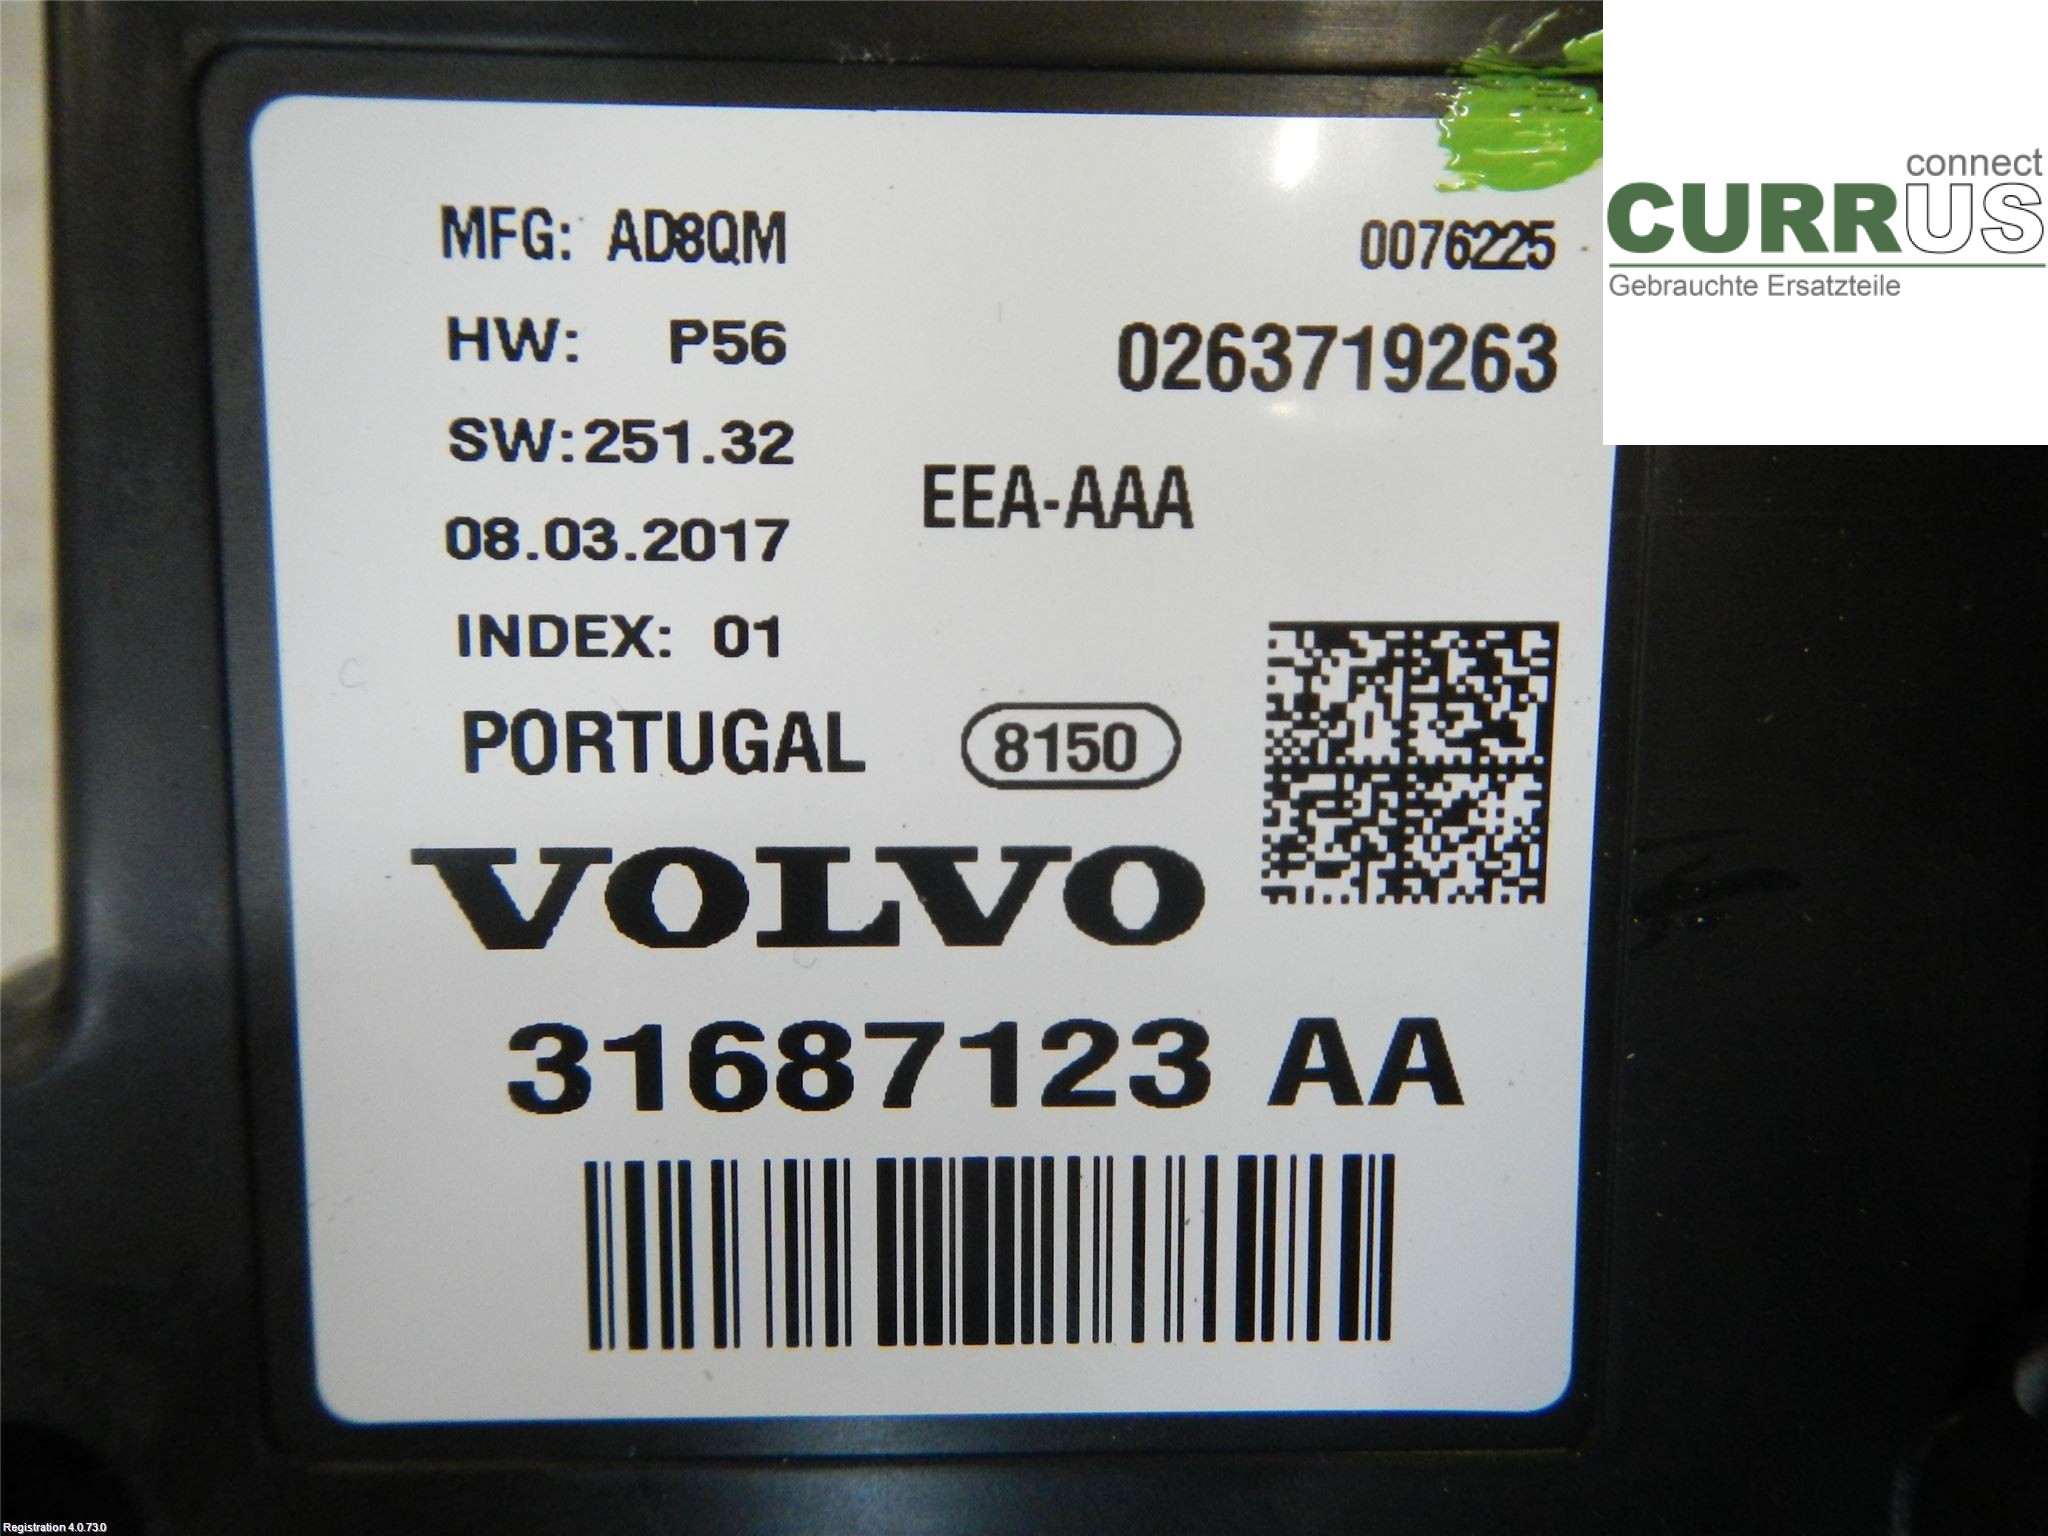 MFG: AD8QM
0076225
HW: P56
0263719263
SW:251.32
EEA-AAA
08.03.2017
INDEX: 01
PORTUGAL
8150
VOLVO
31687123 AA
connect
CURRUS
Gebrauchte Ersatzteile
Registration 4.0.73.0